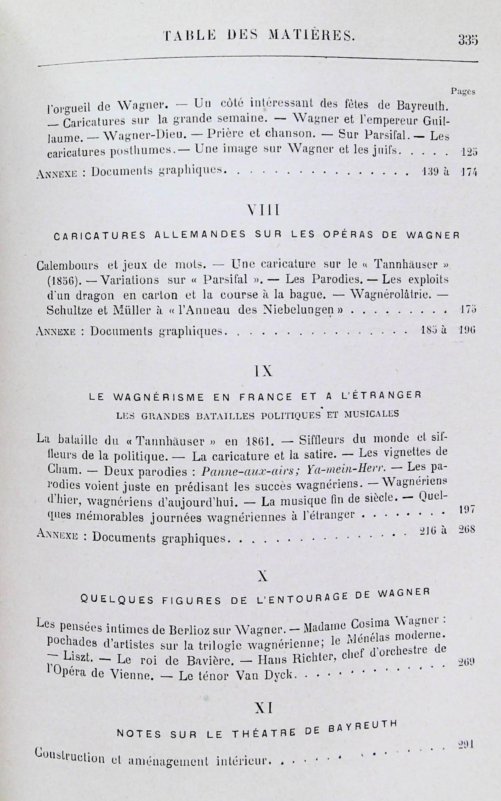 TABLE DES MATIÈRES.
335
Pages
l'orgueil de Wagner. — Un côté intéressant des fêtes de Bayreuth.
— Caricatures sur la grande semaine. — Wagner et l'empereur Guil-
laume. — Wagner-Dieu. — Prière et chanson. — Sur Parsifal. — Les
caricatures posthumes. — Une image sur Wagner et les juifs. . . . . 125
ANNEXE : Documents graphiques. . . . . . . . . . . . . . . . 139 à 174
VIII
CARICATURES ALLEMANDES SUR LES OPÉRAS DE WAGNER
Calembours et jeux de mots. — Une caricature sur le « Tannhäuser »
(1856). — Variations sur « Parsifal ». — Les Parodies. — Les exploits
d'un dragon en carton et la course à la bague. — Wagnérolâtrie. —
Schultze et Müller à « l'Anneau des Niebelungen » . . . . . . . . . 175
ANNEXE : Documents graphiques. . . . . . . . . . . . . . . . 185 à 196
IX
LE WAGNÉRISME EN FRANCE ET A L'ÉTRANGER
LES GRANDES BATAILLES POLITIQUES ET MUSICALES
La bataille du « Tannhäuser » en 1861. — Siffleurs du monde et sif-
fleurs de la politique. — La caricature et la satire. — Les vignettes de
Cham. — Deux parodies : Panne-aux-airs; Ya-mein-Herr. — Les pa-
rodies voient juste en prédisant les succès wagnériens. — Wagnériens
d'hier, wagnériens d'aujourd'hui. — La musique fin de siècle. — Quel-
ques mémorables journées wagnériennes à l'étranger . . . . . . . . 197
ANNEXE : Documents graphiques. . . . . . . . . . . . . . . . 216 à 268
X
QUELQUES FIGURES DE L'ENTOURAGE DE WAGNER
Les pensées intimes de Berlioz sur Wagner. — Madame Cosima Wagner :
pochades d'artistes sur la trilogie wagnérienne; le Ménélas moderne.
— Liszt. — Le roi de Bavière. — Hans Richter, chef d'orchestre de
l'Opéra de Vienne. — Le ténor Van Dyck. . . . . . . . . . . . . 269
XI
NOTES SUR LE THÉATRE DE BAYREUTH
Construction et aménagement intérieur. . . . . . . . . . . . . . 291